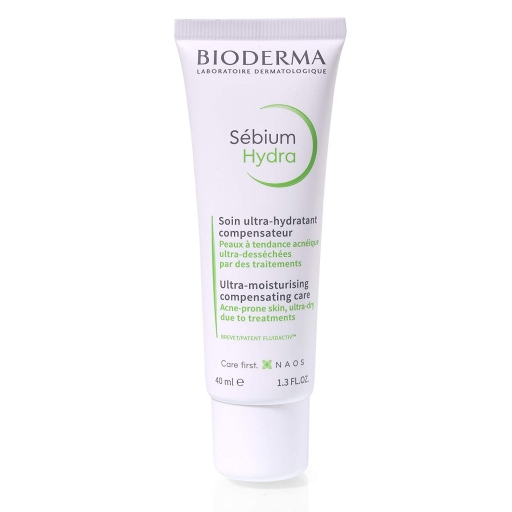 BIODERMA
LABORATOIRE DERMATOLOGIQUE
Sébium
Hydra
Soin ultra-hydratant
compensateur
Peaux à tendance acnéique
ultra-desséchées
par des traitements
Ultra-moisturising
compensating care
Acne-prone skin, ultra-dry
due to treatments
BREVET/PATENT FLUIDACTIV™
Care first. NAOS
40 ml e 1.3 FL.OZ.